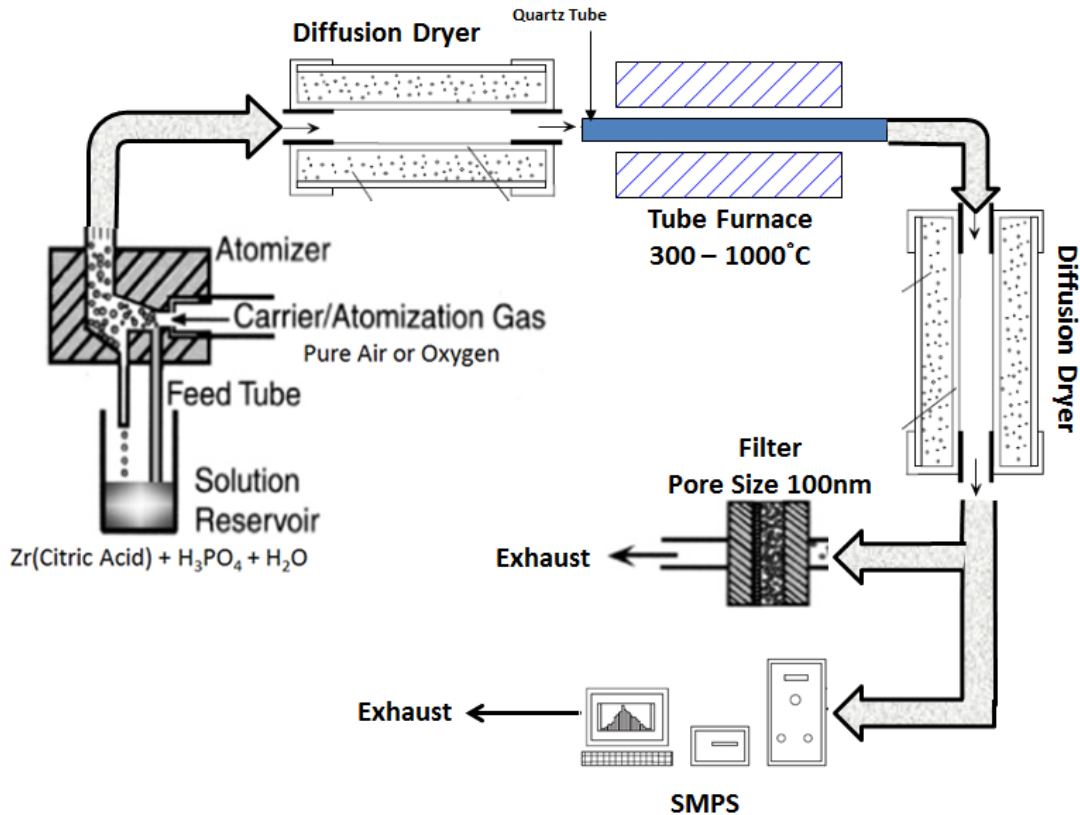 Quartz Tube
Diffusion Dryer
Tube Furnace
300 – 1000˚C
Atomizer
Carrier/Atomization Gas
Pure Air or Oxygen
Feed Tube
Solution
Reservoir
Zr(Citric Acid) + H₃PO₄ + H₂O
Diffusion Dryer
Filter
Pore Size 100nm
Exhaust
Exhaust
SMPS